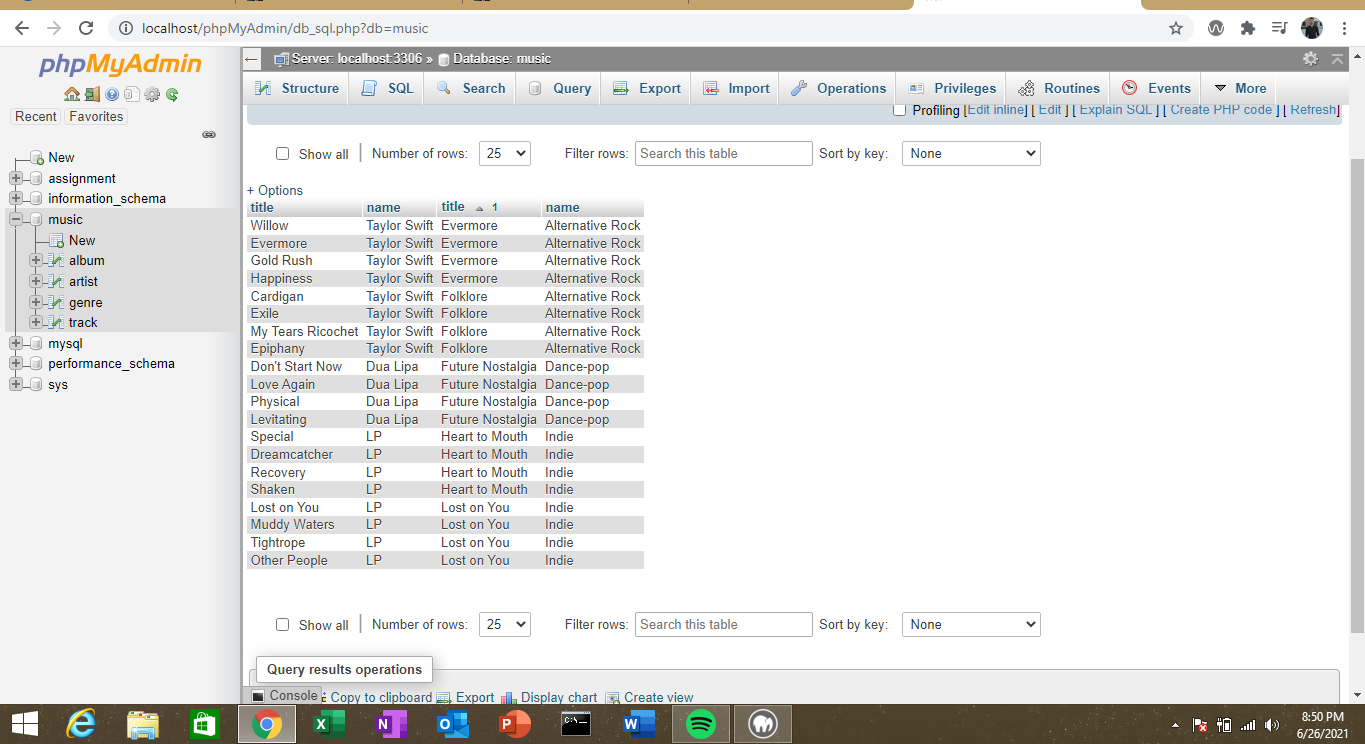 localhost/phpMyAdmin/db_sql.php?db=music
phpMyAdmin
Recent Favorites
New
assignment
information_schema
music
New
album
artist
genre
track
mysql
performance_schema
sys
Server: localhost:3306 » Database: music
Structure SQL Search Query Export Import Operations Privileges Routines Events More
Profiling [Edit inline] [ Edit ] [ Explain SQL ] [ Create PHP code ] [ Refresh]
Show all Number of rows: 25 Filter rows: Search this table Sort by key: None
+ Options
title name title 1 name
Willow Taylor Swift Evermore Alternative Rock
Evermore Taylor Swift Evermore Alternative Rock
Gold Rush Taylor Swift Evermore Alternative Rock
Happiness Taylor Swift Evermore Alternative Rock
Cardigan Taylor Swift Folklore Alternative Rock
Exile Taylor Swift Folklore Alternative Rock
My Tears Ricochet Taylor Swift Folklore Alternative Rock
Epiphany Taylor Swift Folklore Alternative Rock
Don't Start Now Dua Lipa Future Nostalgia Dance-pop
Love Again Dua Lipa Future Nostalgia Dance-pop
Physical Dua Lipa Future Nostalgia Dance-pop
Levitating Dua Lipa Future Nostalgia Dance-pop
Special LP Heart to Mouth Indie
Dreamcatcher LP Heart to Mouth Indie
Recovery LP Heart to Mouth Indie
Shaken LP Heart to Mouth Indie
Lost on You LP Lost on You Indie
Muddy Waters LP Lost on You Indie
Tightrope LP Lost on You Indie
Other People LP Lost on You Indie
Show all Number of rows: 25 Filter rows: Search this table Sort by key: None
Query results operations
Console Copy to clipboard Export Display chart Create view
8:50 PM
6/26/2021